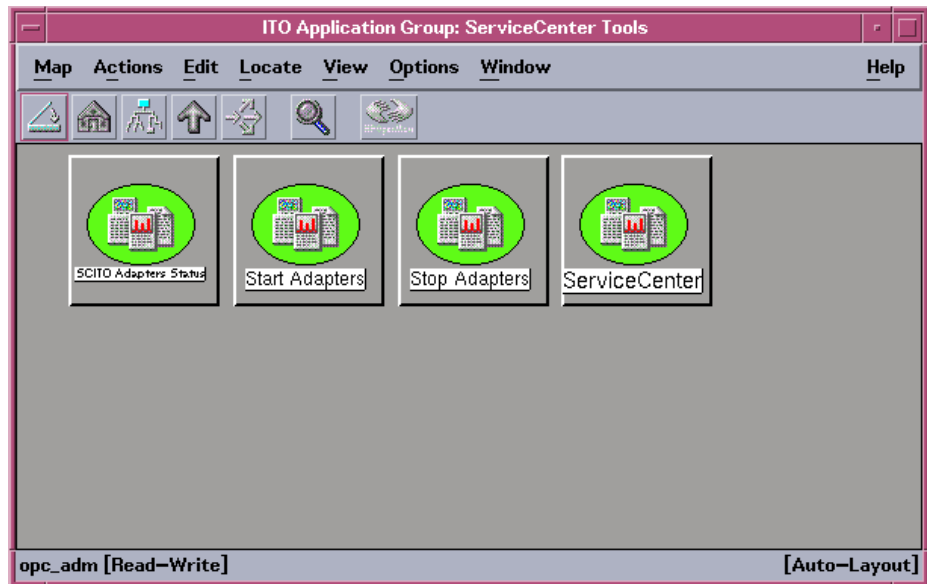 ITO Application Group: ServiceCenter Tools
Map Actions Edit Locate View Options Window Help
SCITO Adapters Status
Start Adapters
Stop Adapters
ServiceCenter
opc_adm [Read-Write] [Auto-Layout]